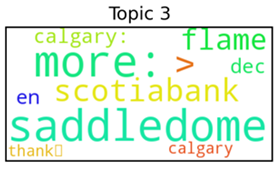 Topic 3
calgary: flame
more: > dec
en scotiabank
saddledome
thank▯ calgary